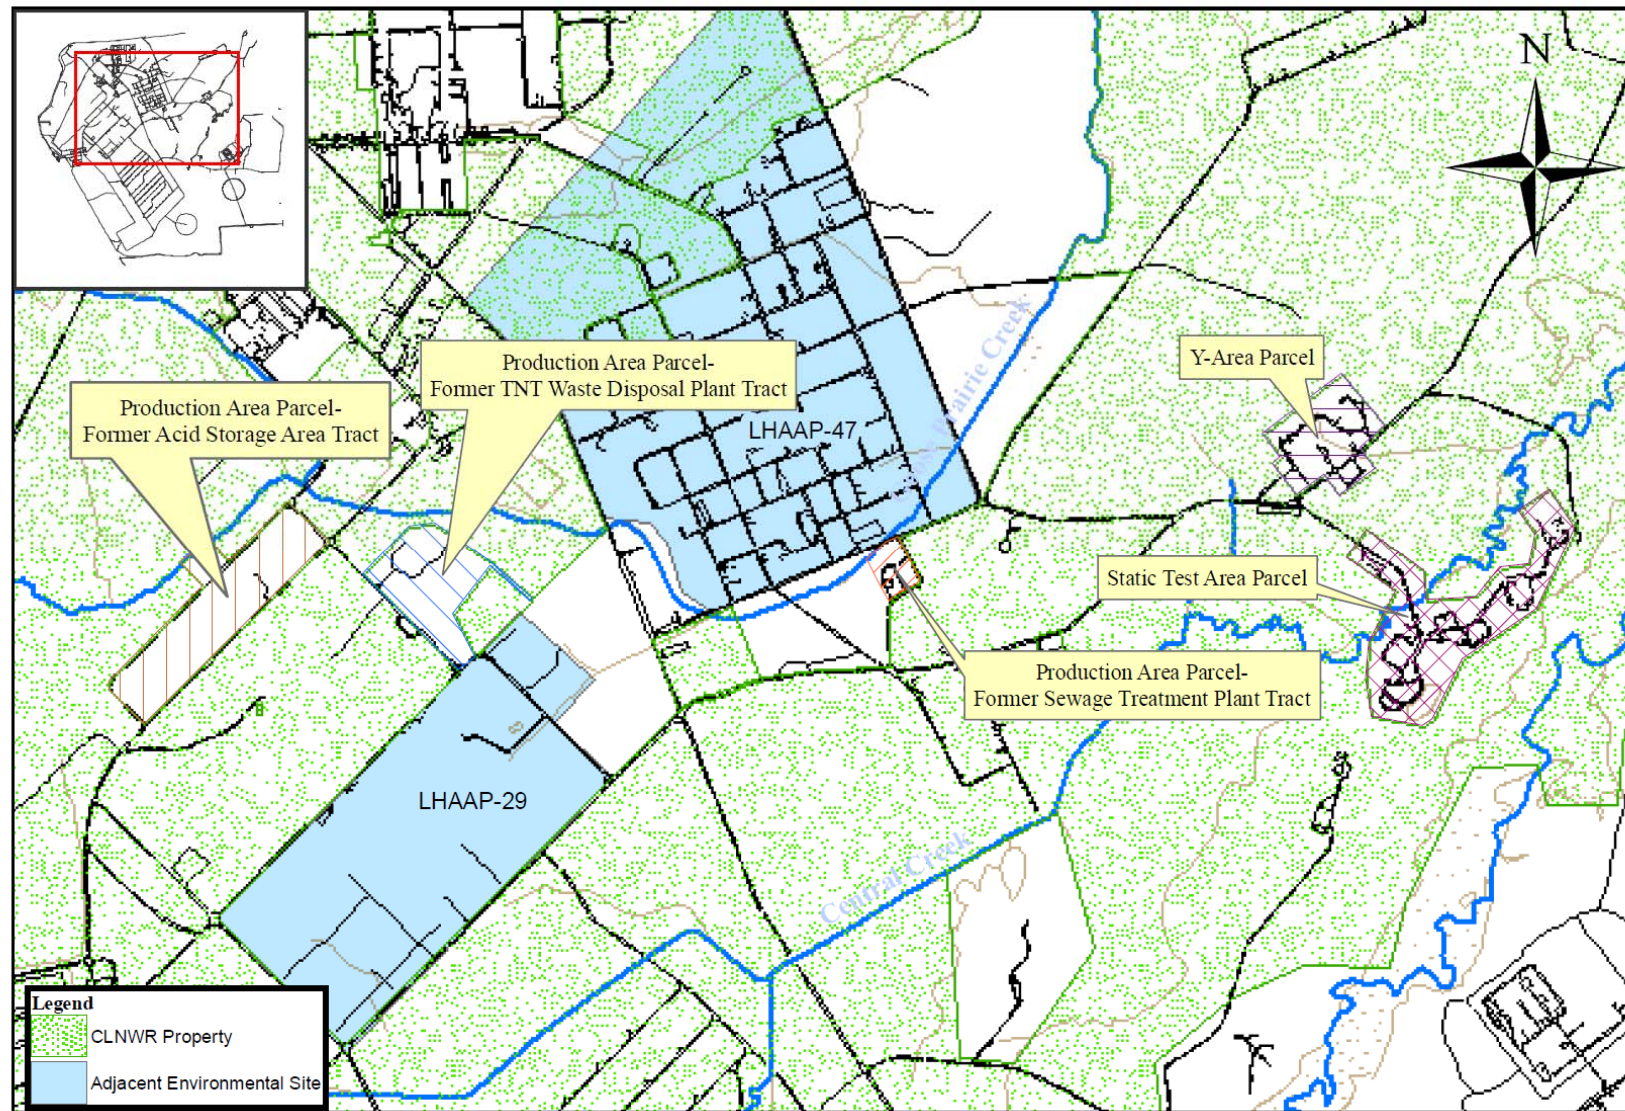 N
Production Area Parcel-
Former TNT Waste Disposal Plant Tract
Y-Area Parcel
Production Area Parcel-
Former Acid Storage Area Tract
LHAAP-47
Prairie Creek
Static Test Area Parcel
Production Area Parcel-
Former Sewage Treatment Plant Tract
LHAAP-29
Central Creek
Legend
CLNWR Property
Adjacent Environmental Site